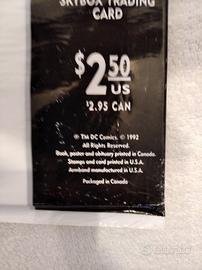 SKYBOX TRADING
CARD
$2.50
US
$2.95 CAN
® TM DC Comics. © 1992
All Rights Reserved.
Book, poster and obituary printed in Canada.
Stamps and card printed in U.S.A.
Armband manufactured in U.S.A.
Packaged in Canada